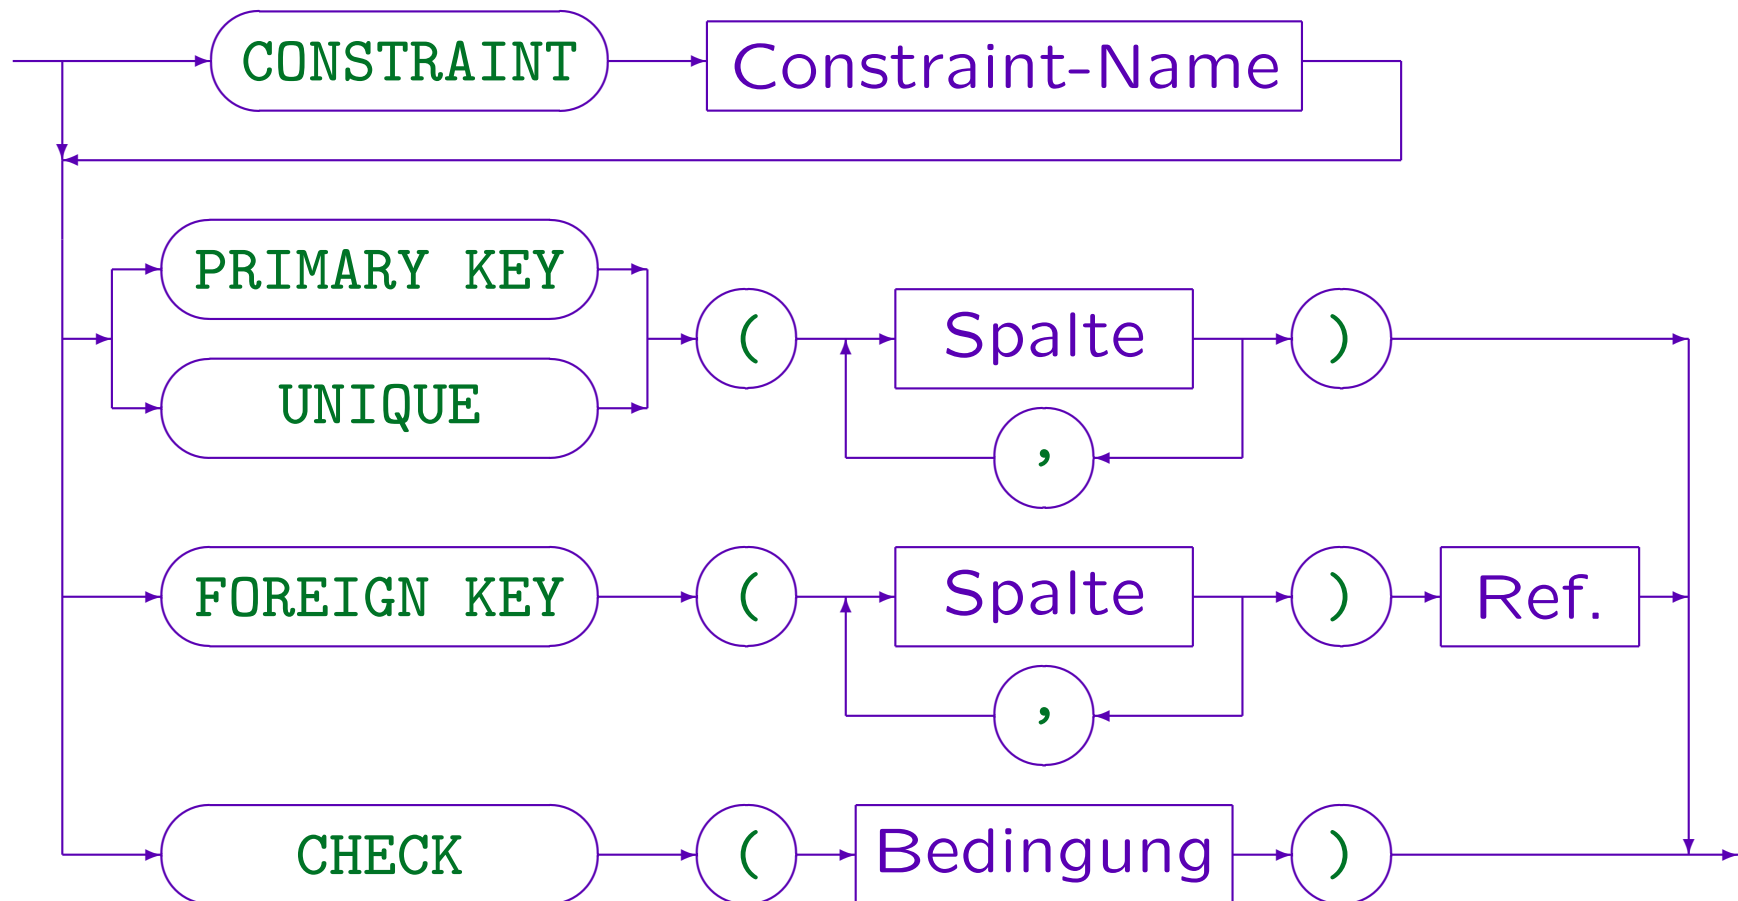 CONSTRAINT Constraint-Name
PRIMARY KEY
UNIQUE
( Spalte )
,
FOREIGN KEY ( Spalte ) Ref.
,
CHECK ( Bedingung )